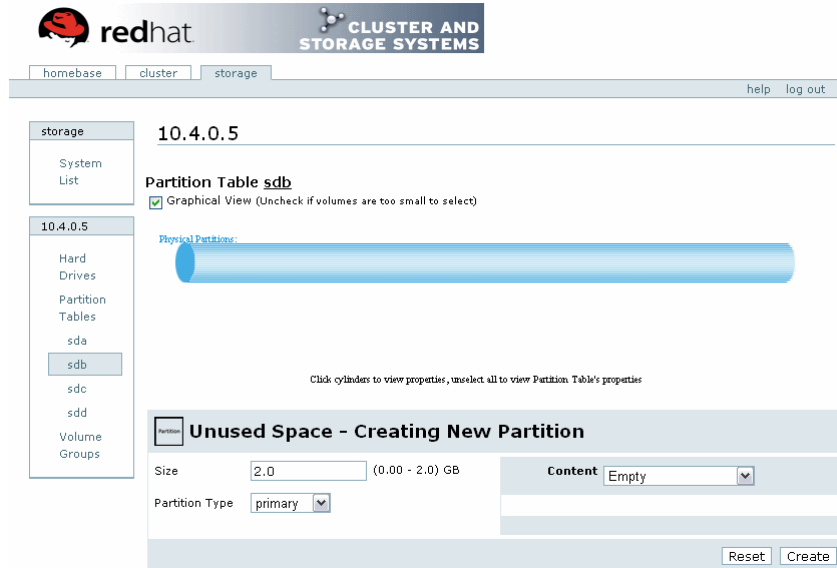 redhat
CLUSTER AND
STORAGE SYSTEMS
homebase
cluster
storage
help
log out
storage
System
List
10.4.0.5
Hard
Drives
Partition
Tables
sda
sdb
sdc
sdd
Volume
Groups
10.4.0.5
Partition Table sdb
Graphical View (Uncheck if volumes are too small to select)
Physical Partitions:
Click cylinders to view properties, unselect all to view Partition Table's properties
Partition
Unused Space - Creating New Partition
Size
2.0
(0.00 - 2.0) GB
Partition Type
primary
Content
Empty
Reset
Create